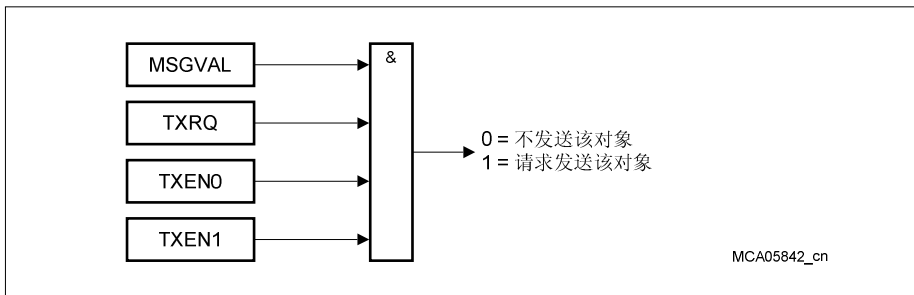 MSGVAL
TXRQ
TXEN0
TXEN1
&
0 = 不发送该对象
1 = 请求发送该对象
MCA05842_cn